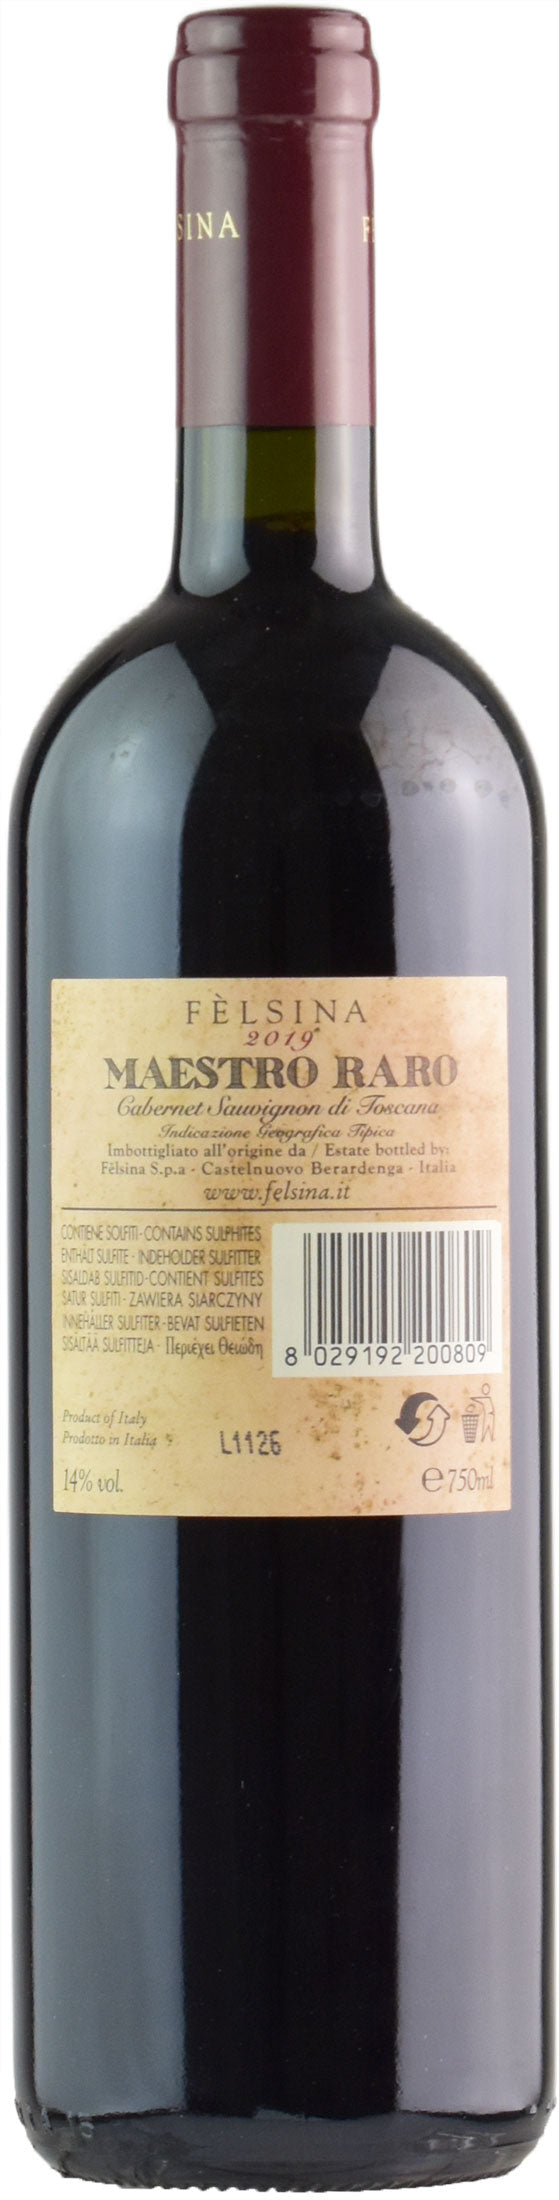 SINA
F
FÈLSINA
2019
MAESTRO RARO
Cabernet Sauvignon di Toscana
Indicazione Geografica Tipica
Imbottigliato all'origine da / Estate bottled by:
Fèlsina S.p.a - Castelnuovo Berardenga - Italia
www.felsina.it
CONTIENE SOLFITI - CONTAINS SULPHITES
ENTHÄLT SULFITE - INDEHOLDER SULFITTER
SISALDAB SULFITID - CONTIENT SULFITES
SATUR SULFITI - ZAWIERA SIARCZYNY
INNEHÅLLER SULFITER - BEVAT SULFIETEN
SISÄLTÄÄ SULFITTEJA - Περιέχει Θειώδη
8 029192 200809
Product of Italy
Prodotto in Italia
L1126
14% vol.
e 750ml